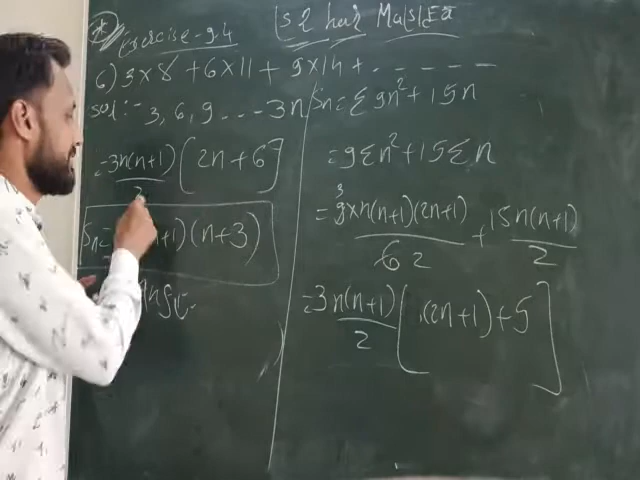 Exercise-9.4
6) 3×8 + 6×11 + 9×14 + - - - - - -
sol:- 3, 6, 9 - - - 3n
Sn = Σ 9n² + 15n
= 9Σn² + 15Σn
= 9×n(n+1)(2n+1)/6 + 15n(n+1)/2
3
2
= 3n(n+1)/2 [ (2n+1) + 5 ]
= 3n(n+1)/2 [ 2n + 6 ]
Sn = +1) (n+3)